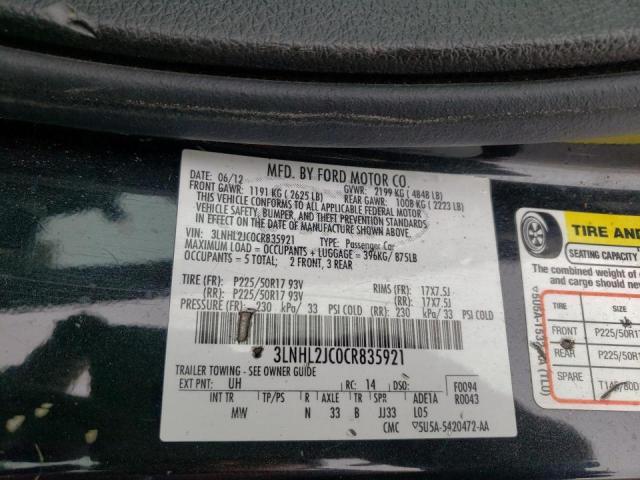 MFD. BY FORD MOTOR CO.
DATE: 06/12 GVWR: 2199 KG ( 4848 LB)
FRONT GAWR: 1191 KG ( 2625 LB) REAR GAWR: 1008 KG ( 2223 LB)
THIS VEHICLE CONFORMS TO ALL APPLICABLE FEDERAL MOTOR
VEHICLE SAFETY, BUMPER, AND THEFT PREVENTION STANDARDS
IN EFFECT ON THE DATE OF MANUFACTURE SHOWN ABOVE.
VIN: 3LNHL2JC0CR835921 TYPE: Passenger Car
MAXIMUM LOAD = OCCUPANTS + LUGGAGE = 396KG/ 875LB
OCCUPANTS = 5 TOTAL: 2 FRONT, 3 REAR
TIRE (FR): P225/50R17 93V RIMS (FR): 17X7.5J
(RR): P225/50R17 93V (RR): 17X7.5J
PRESSURE (FR): 230 kPa/ 33 PSI COLD (RR): 230 kPa/ 33 PSI COLD
3LNHL2JC0CR835921
TRAILER TOWING - SEE OWNER GUIDE
EXT PNT: UH RC: 14 DSO: F0094
INT TR TP/PS R AXLE TR SPR ADE1A R0043
MW N 33 B JJ33 L05
CMC 5U5A-5420472-AA
TIRE AND
SEATING CAPACITY
The combined weight of
and cargo should neve
TIRE SIZE
FRONT P225/50R17
REAR P225/50R1
SPARE